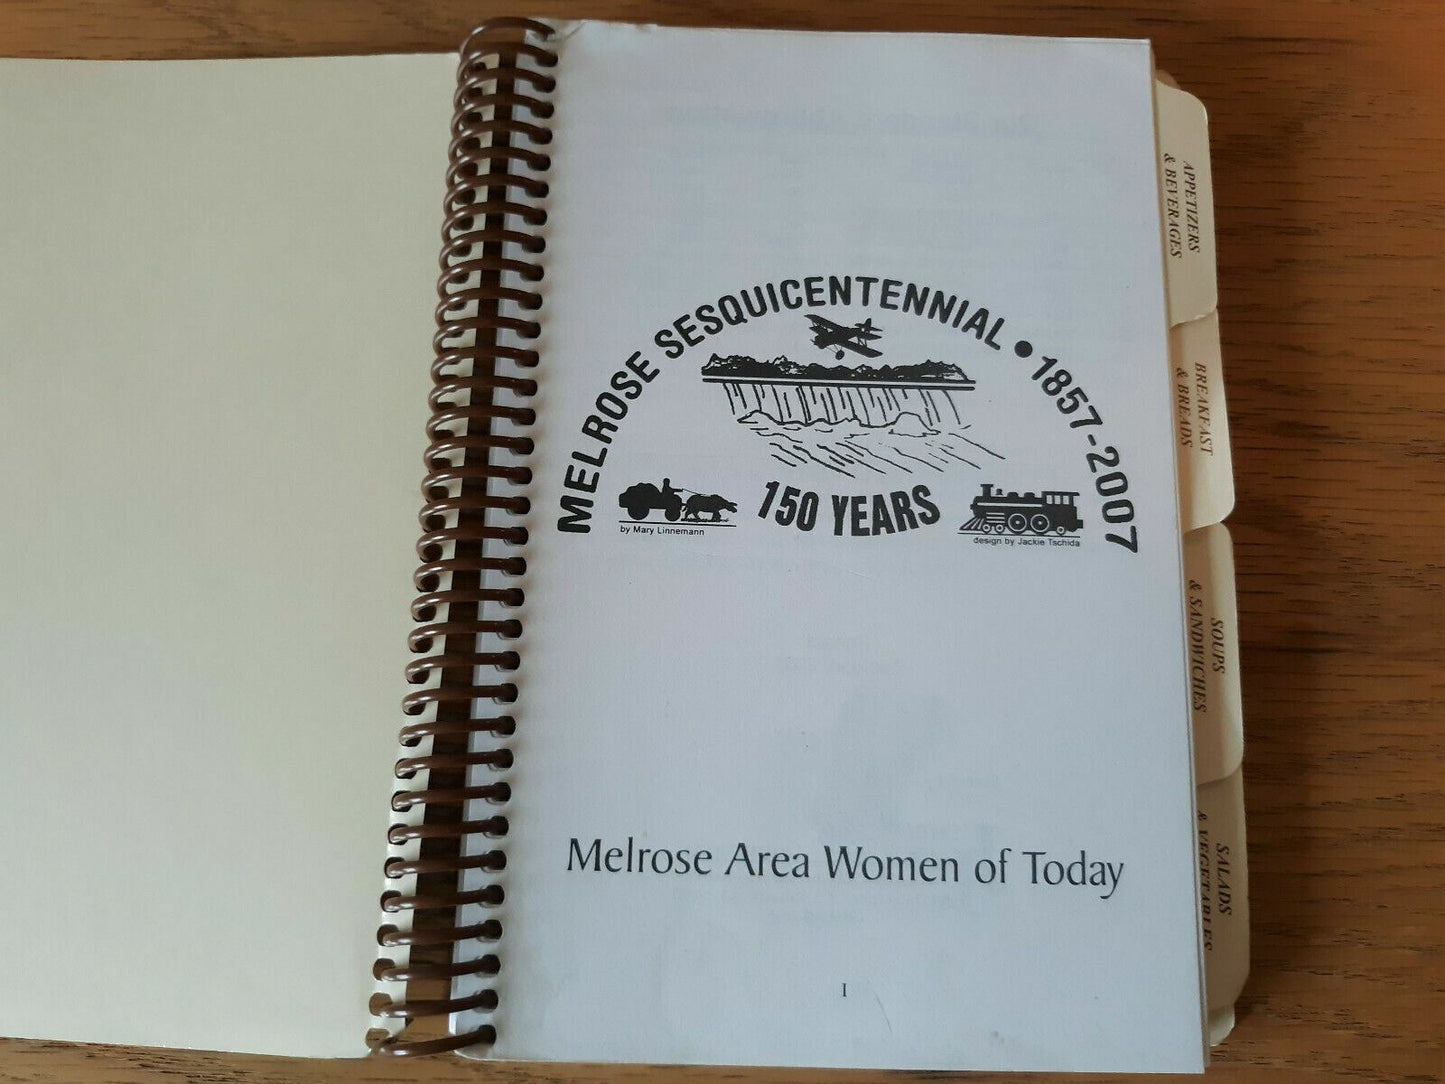 MELROSE SESQUICENTENNIAL • 1857-2007
150 YEARS
by Mary Linnemann
design by Jackie Tschida
Melrose Area Women of Today
I
APPETIZERS
& BEVERAGES
BREAKFAST
& BREADS
SOUPS
& SANDWICHES
SALADS
& VEGETABLES